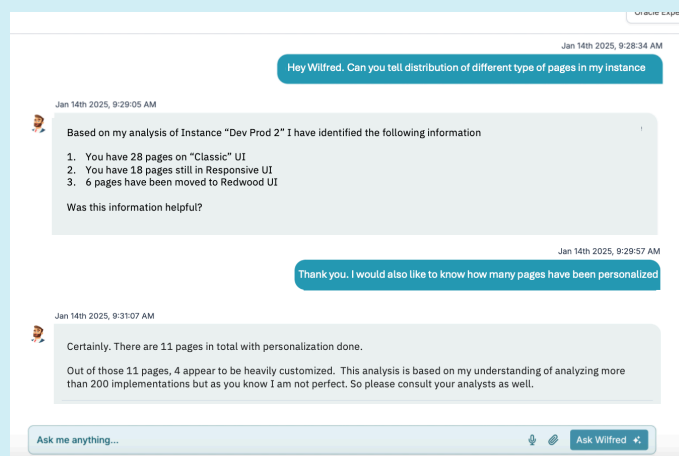 Oracle Expe
Jan 14th 2025, 9:28:34 AM
Hey Wilfred. Can you tell distribution of different type of pages in my instance
Jan 14th 2025, 9:29:05 AM
Based on my analysis of Instance “Dev Prod 2” I have identified the following information
1. You have 28 pages on “Classic” UI
2. You have 18 pages still in Responsive UI
3. 6 pages have been moved to Redwood UI
Was this information helpful?
Jan 14th 2025, 9:29:57 AM
Thank you. I would also like to know how many pages have been personalized
Jan 14th 2025, 9:31:07 AM
Certainly. There are 11 pages in total with personalization done.
Out of those 11 pages, 4 appear to be heavily customized. This analysis is based on my understanding of analyzing more
than 200 implementations but as you know I am not perfect. So please consult your analysts as well.
Ask me anything...
Ask Wilfred